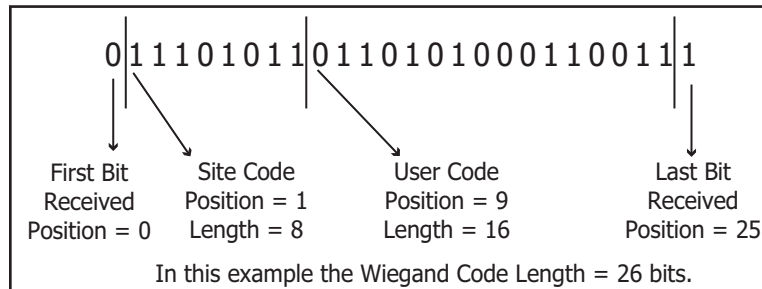 0 1 1 1 0 1 0 1 1 0 1 1 0 1 0 1 0 0 0 1 1 0 0 1 1 1
First Bit Site Code User Code Last Bit
Received Position = 1 Position = 9 Received
Position = 0 Length = 8 Length = 16 Position = 25
In this example the Wiegand Code Length = 26 bits.